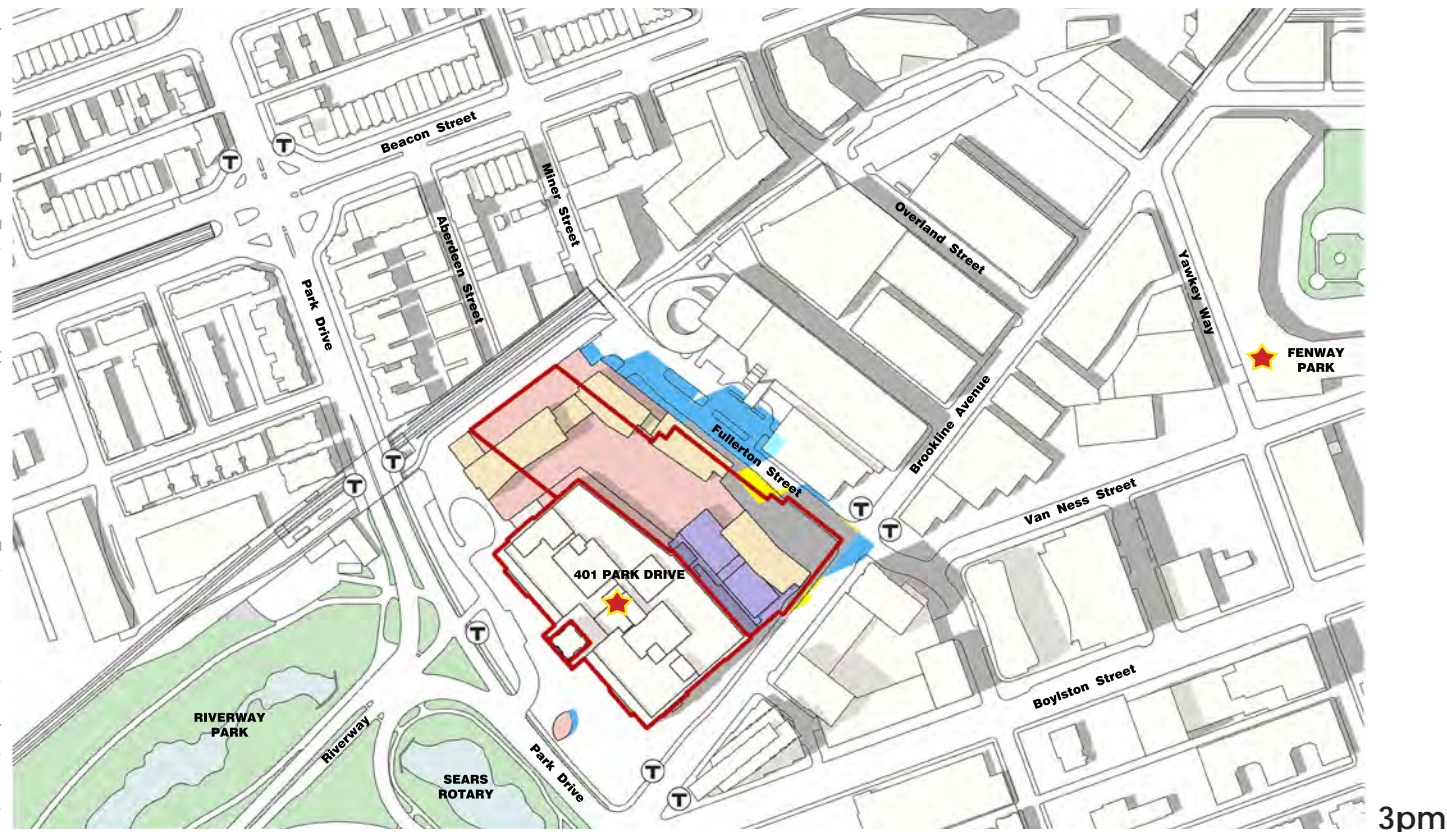 Beacon Street
T
T
Miner Street
Aberdeen Street
Overland
Street
Park Drive
Yawkey Way
FENWAY
PARK
Brookline Avenue
Fullerton Street
T
T
T
T
Van Ness Street
401 PARK DRIVE
T
Boylston Street
RIVERWAY
PARK
Riverway
Park Drive
SEARS
ROTARY
T
T
3pm